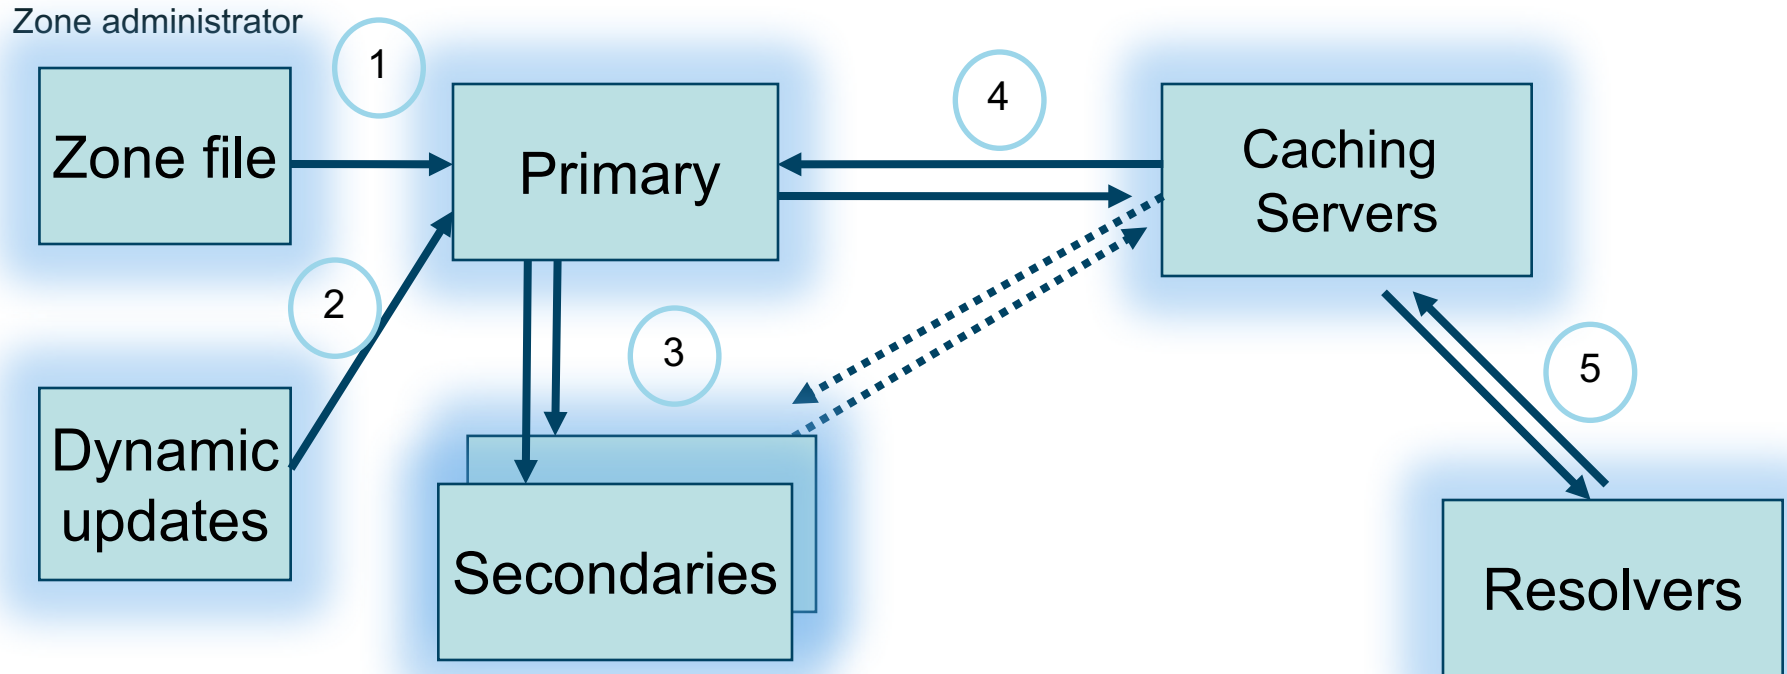 Zone administrator
1
Zone file
Primary
4
Caching
Servers
2
3
5
Dynamic
updates
Secondaries
Resolvers